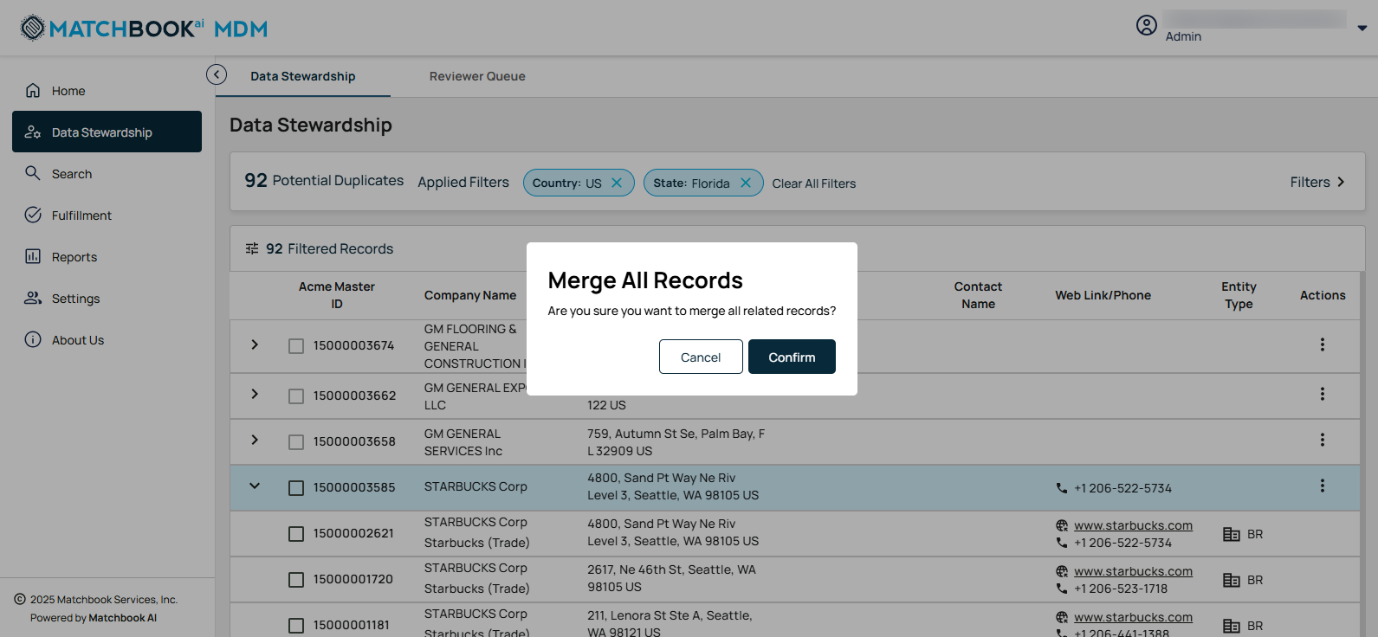 MATCHBOOKai MDM
Admin
Home
Data Stewardship
Search
Fulfillment
Reports
Settings
About Us
© 2025 Matchbook Services, Inc.
Powered by Matchbook AI
Data Stewardship
Reviewer Queue
Data Stewardship
92 Potential Duplicates
Applied Filters
Country: US
State: Florida
Clear All Filters
Filters
92 Filtered Records
Acme Master
ID
Company Name
Contact
Name
Web Link/Phone
Entity
Type
Actions
15000003674
GM FLOORING &
GENERAL
CONSTRUCTION
15000003662
GM GENERAL EXP
LLC
122 US
15000003658
GM GENERAL
SERVICES Inc
759, Autumn St Se, Palm Bay, F
L 32909 US
15000003585
STARBUCKS Corp
4800, Sand Pt Way Ne Riv
Level 3, Seattle, WA 98105 US
+1 206-522-5734
15000002621
STARBUCKS Corp
Starbucks (Trade)
4800, Sand Pt Way Ne Riv
Level 3, Seattle, WA 98105 US
www.starbucks.com
+1 206-522-5734
BR
15000001720
STARBUCKS Corp
Starbucks (Trade)
2617, Ne 46th St, Seattle, WA
98105 US
www.starbucks.com
+1 206-523-1718
BR
15000001181
STARBUCKS Corp
Starbucks (Trade)
211, Lenora St Ste A, Seattle,
WA 98121 US
www.starbucks.com
+1 206-441-1388
BR
Merge All Records
Are you sure you want to merge all related records?
Cancel
Confirm